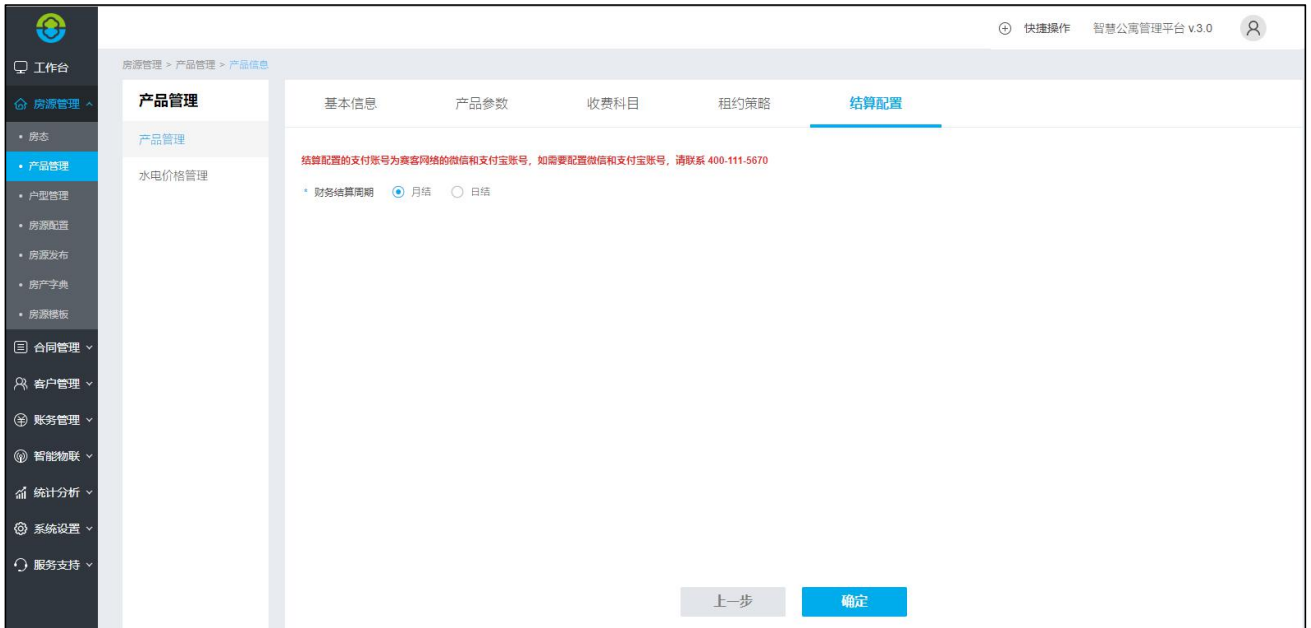 快捷操作 智慧公寓管理平台 v.3.0
工作台
房源管理
• 房态
• 产品管理
• 户型管理
• 房源配置
• 房源发布
• 房产字典
• 房源模板
合同管理
客户管理
账务管理
智能物联
统计分析
系统设置
服务支持
房源管理 > 产品管理 > 产品信息
产品管理
产品管理
水电价格管理
基本信息 产品参数 收费科目 租约策略 结算配置
结算配置的支付账号为赛客网络的微信和支付宝账号，如需要配置微信和支付宝账号，请联系 400-111-5670
* 财务结算周期 月结 日结
上一步 确定